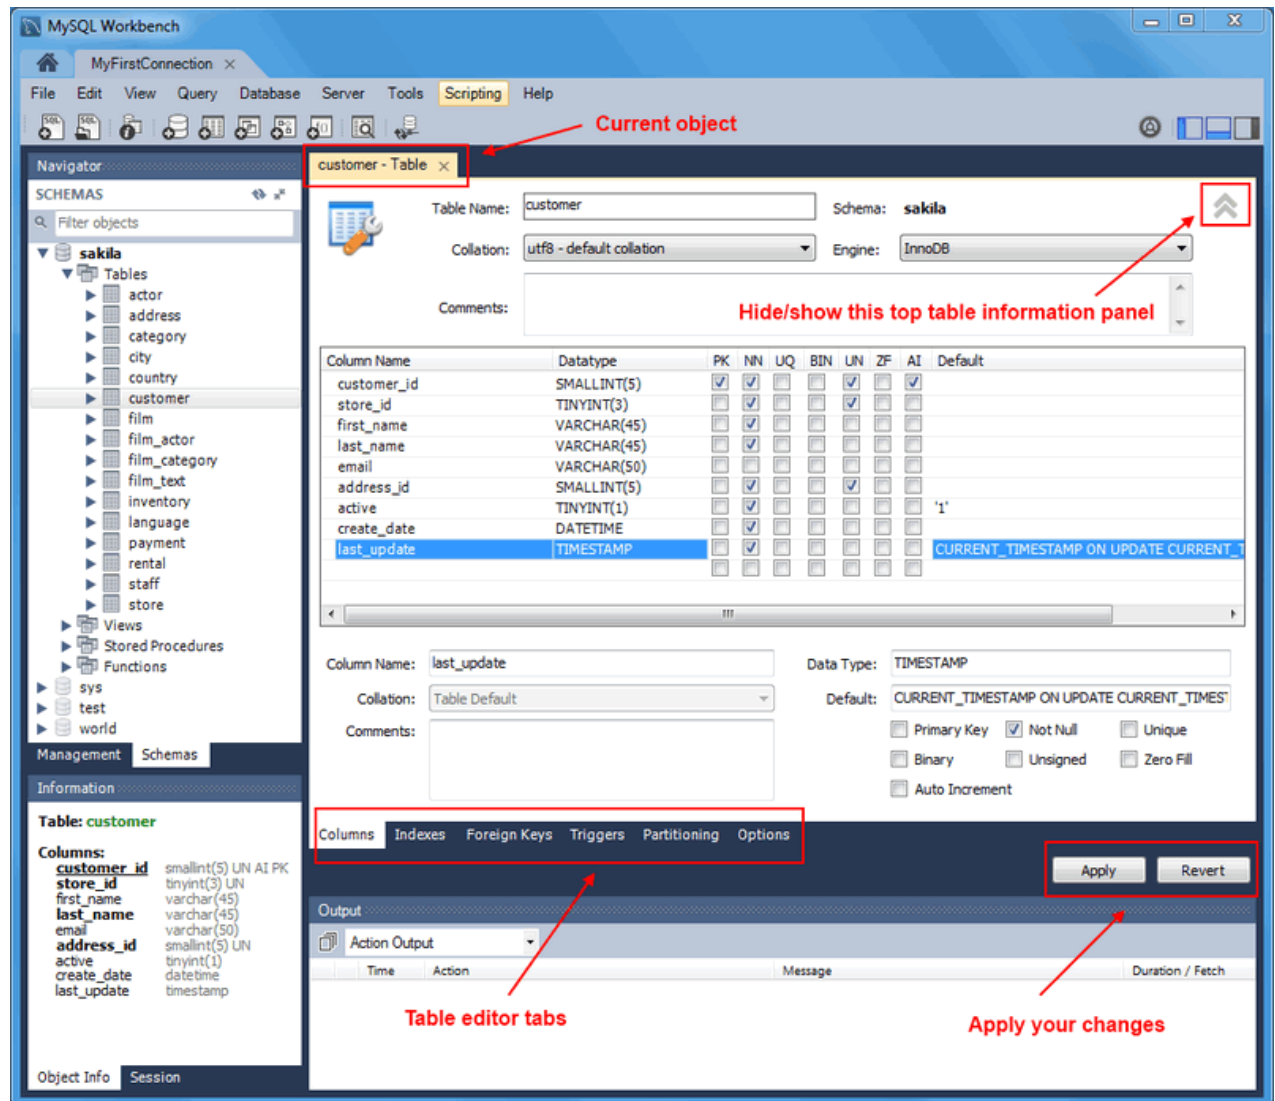 MySQL Workbench
MyFirstConnection
File Edit View Query Database Server Tools Scripting Help
Current object
Navigator
SCHEMAS
Filter objects
sakila
Tables
actor
address
category
city
country
customer
film
film_actor
film_category
film_text
inventory
language
payment
rental
staff
store
Views
Stored Procedures
Functions
sys
test
world
Management Schemas
Information
Table: customer
Columns:
customer_id smallint(5) UN AI PK
store_id tinyint(3) UN
first_name varchar(45)
last_name varchar(45)
email varchar(50)
address_id smallint(5) UN
active tinyint(1)
create_date datetime
last_update timestamp
Object Info Session
customer - Table
Table Name: customer Schema: sakila
Collation: utf8 - default collation Engine: InnoDB
Comments:
Hide/show this top table information panel
Column Name Datatype PK NN UQ BIN UN ZF AI Default
customer_id SMALLINT(5)
store_id TINYINT(3)
first_name VARCHAR(45)
last_name VARCHAR(45)
email VARCHAR(50)
address_id SMALLINT(5)
active TINYINT(1) '1'
create_date DATETIME
last_update TIMESTAMP CURRENT_TIMESTAMP ON UPDATE CURRENT_T
Column Name: last_update Data Type: TIMESTAMP
Collation: Table Default Default: CURRENT_TIMESTAMP ON UPDATE CURRENT_TIMEST
Comments: Primary Key Not Null Unique
Binary Unsigned Zero Fill
Auto Increment
Columns Indexes Foreign Keys Triggers Partitioning Options
Apply Revert
Output
Action Output
Time Action Message Duration / Fetch
Table editor tabs
Apply your changes